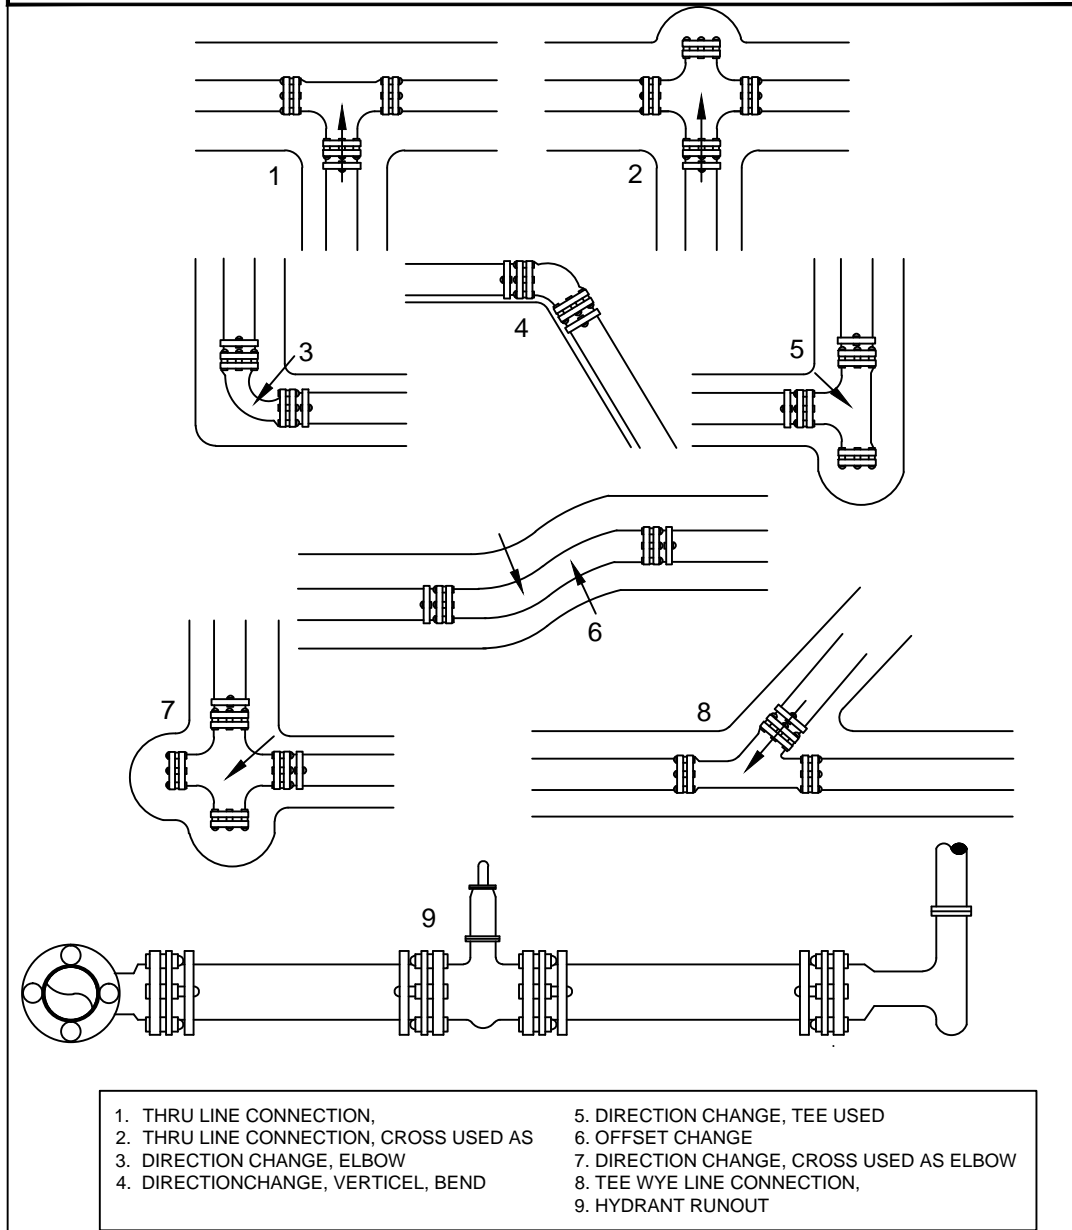 1
2
3
4
5
6
7
8
9
1. THRU LINE CONNECTION,
2. THRU LINE CONNECTION, CROSS USED AS
3. DIRECTION CHANGE, ELBOW
4. DIRECTIONCHANGE, VERTICEL, BEND
5. DIRECTION CHANGE, TEE USED
6. OFFSET CHANGE
7. DIRECTION CHANGE, CROSS USED AS ELBOW
8. TEE WYE LINE CONNECTION,
9. HYDRANT RUNOUT